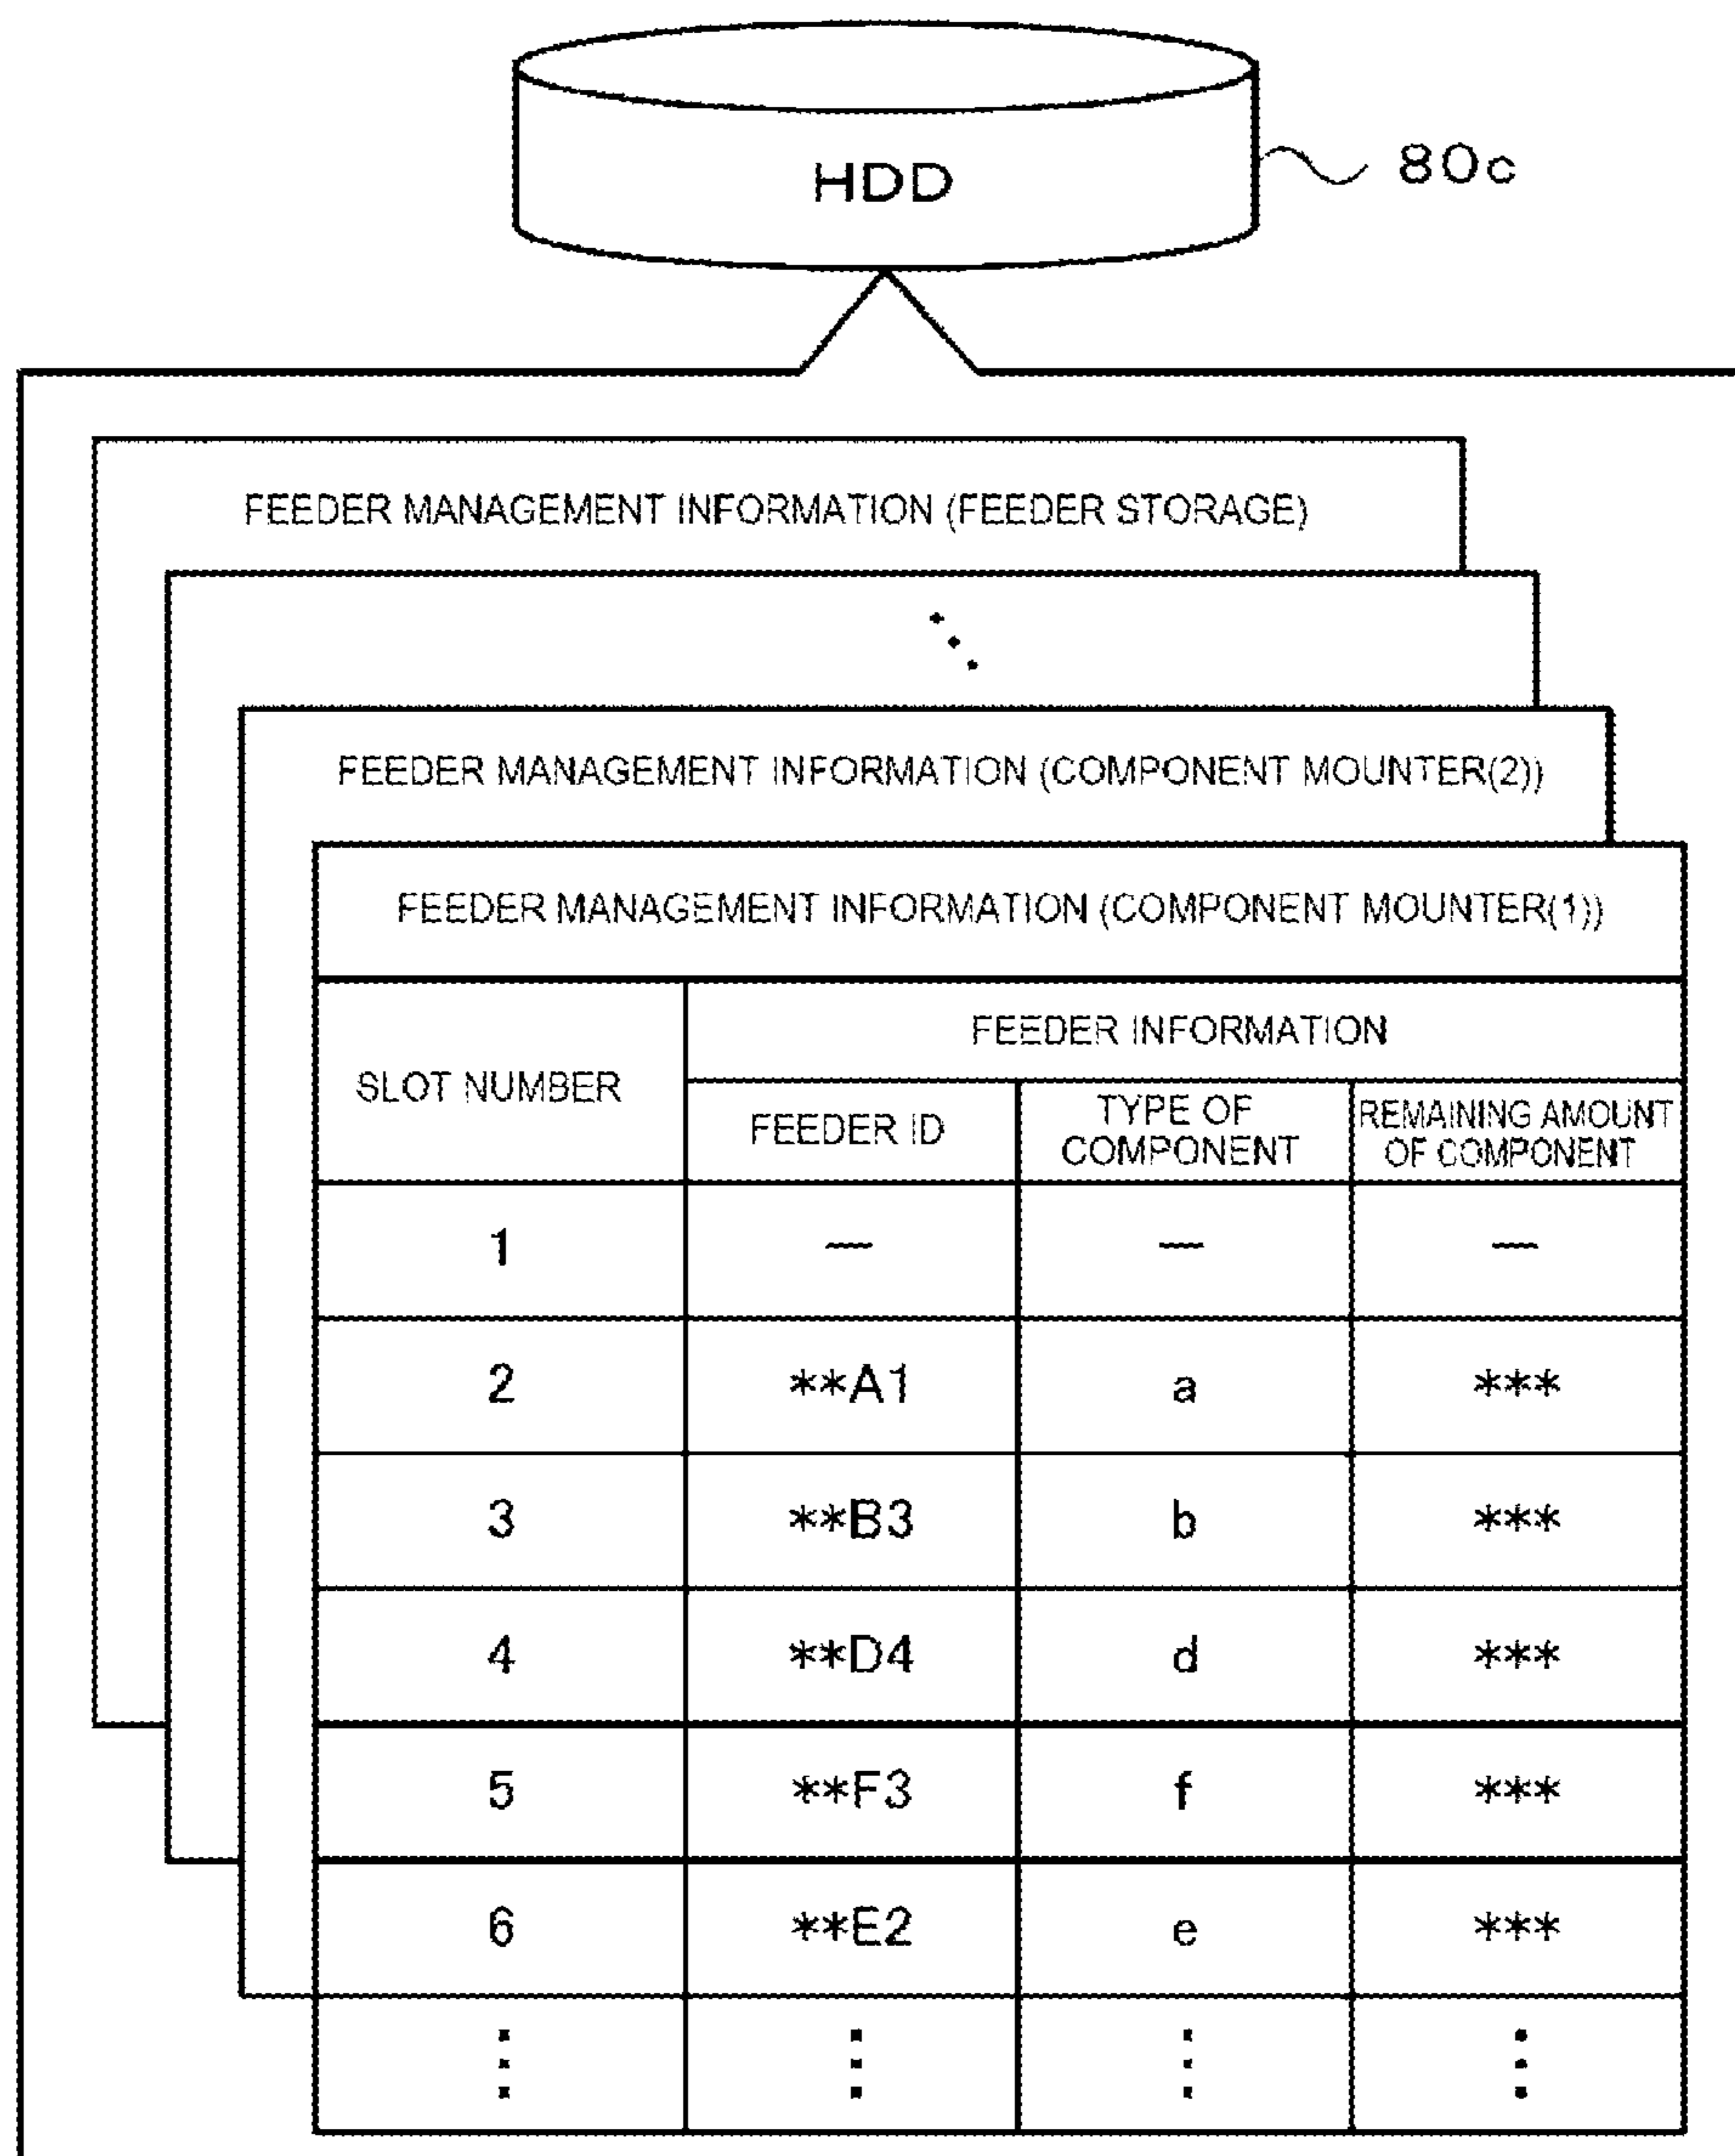 HDD
80c
FEEDER MANAGEMENT INFORMATION (FEEDER STORAGE)
FEEDER MANAGEMENT INFORMATION (COMPONENT MOUNTER(2))
FEEDER MANAGEMENT INFORMATION (COMPONENT MOUNTER(1))
SLOT NUMBER
FEEDER INFORMATION
FEEDER ID
TYPE OF
COMPONENT
REMAINING AMOUNT
OF COMPONENT
1 — — —
2 **A1 a ***
3 **B3 b ***
4 **D4 d ***
5 **F3 f ***
6 **E2 e ***
⋮ ⋮ ⋮ ⋮